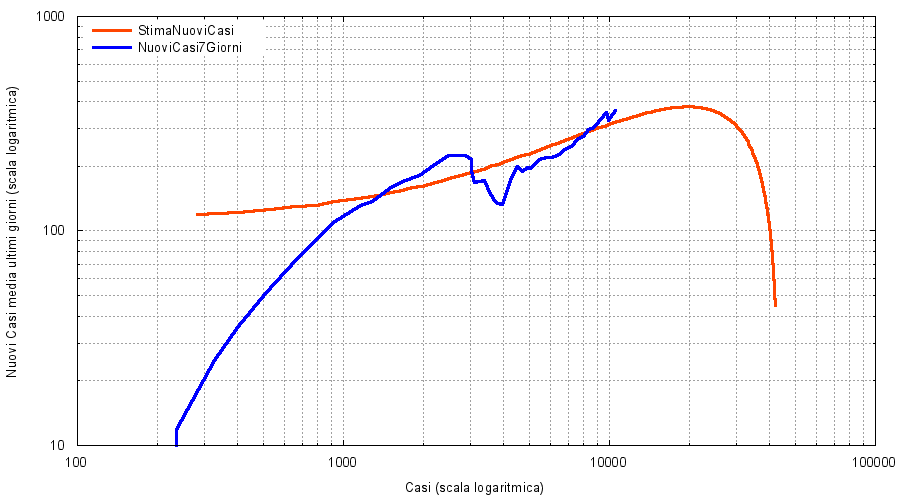 1000
StimaNuoviCasi
NuoviCasi7Giorni
Nuovi Casi media ultimi giorni (scala logaritmica)
100
10
100 1000 10000 100000
Casi (scala logaritmica)